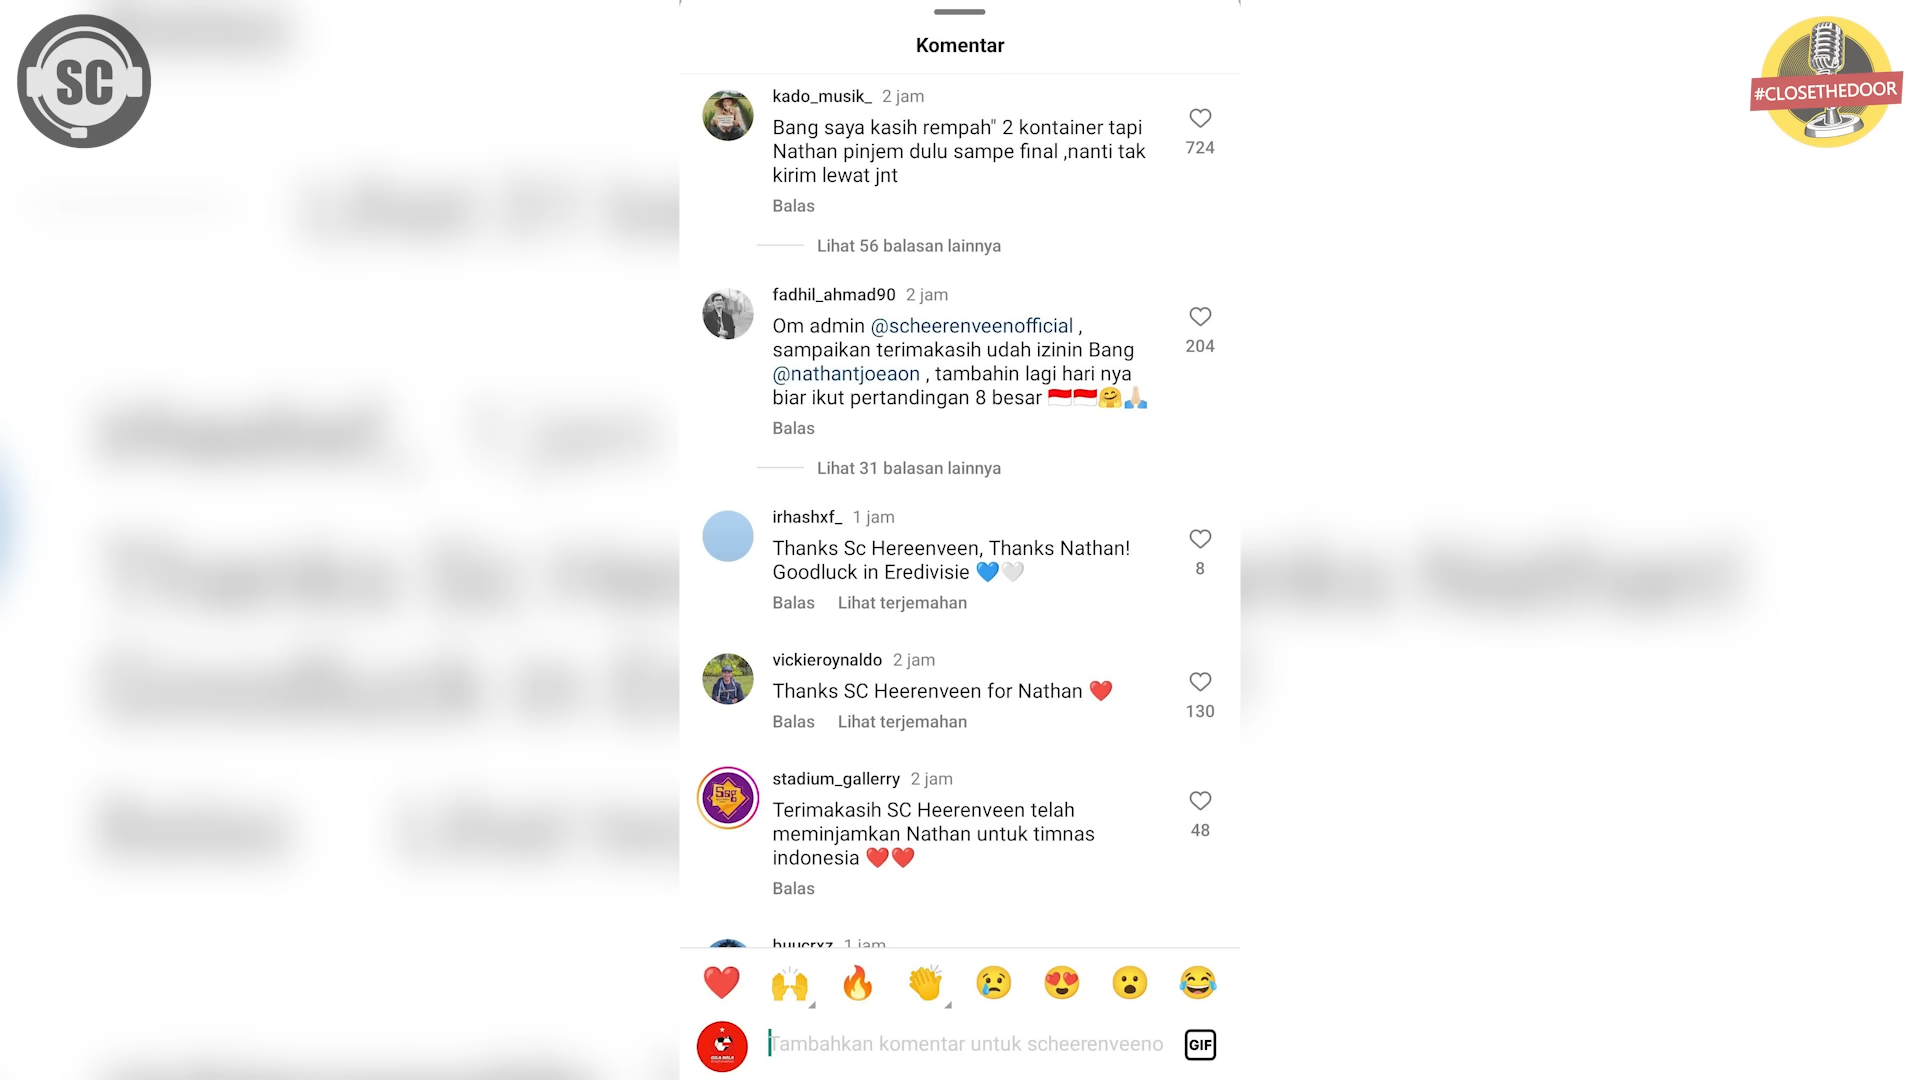 SC
#CLOSETHEDOOR
Komentar
kado_musik_ 2 jam
Bang saya kasih rempah" 2 kontainer tapi
Nathan pinjem dulu sampe final ,nanti tak
kirim lewat jnt
724
Balas
Lihat 56 balasan lainnya
fadhil_ahmad90 2 jam
Om admin @scheerenveenofficial ,
sampaikan terimakasih udah izinin Bang
@nathantjoeaon , tambahin lagi hari nya
biar ikut pertandingan 8 besar 🇮🇩🇮🇩🤗🙏🏻
204
Balas
Lihat 31 balasan lainnya
irhashxf_ 1 jam
Thanks Sc Hereenveen, Thanks Nathan!
Goodluck in Eredivisie 💙🤍
8
Balas Lihat terjemahan
vickieroynaldo 2 jam
Thanks SC Heerenveen for Nathan ❤️
130
Balas Lihat terjemahan
stadium_gallerry 2 jam
Ssg
Terimakasih SC Heerenveen telah
meminjamkan Nathan untuk timnas
indonesia ❤️❤️
48
Balas
1 jam
Tambahkan komentar untuk scheerenveeno
GIF